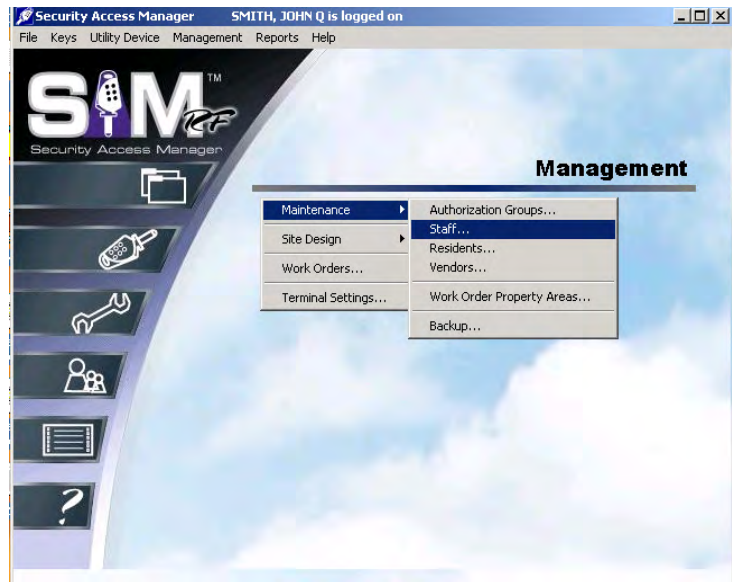 Security Access Manager SMITH, JOHN Q is logged on
File Keys Utility Device Management Reports Help
SAM TM
RF
Security Access Manager
Management
Maintenance
Site Design
Work Orders...
Terminal Settings...
Authorization Groups...
Staff...
Residents...
Vendors...
Work Order Property Areas...
Backup...
?